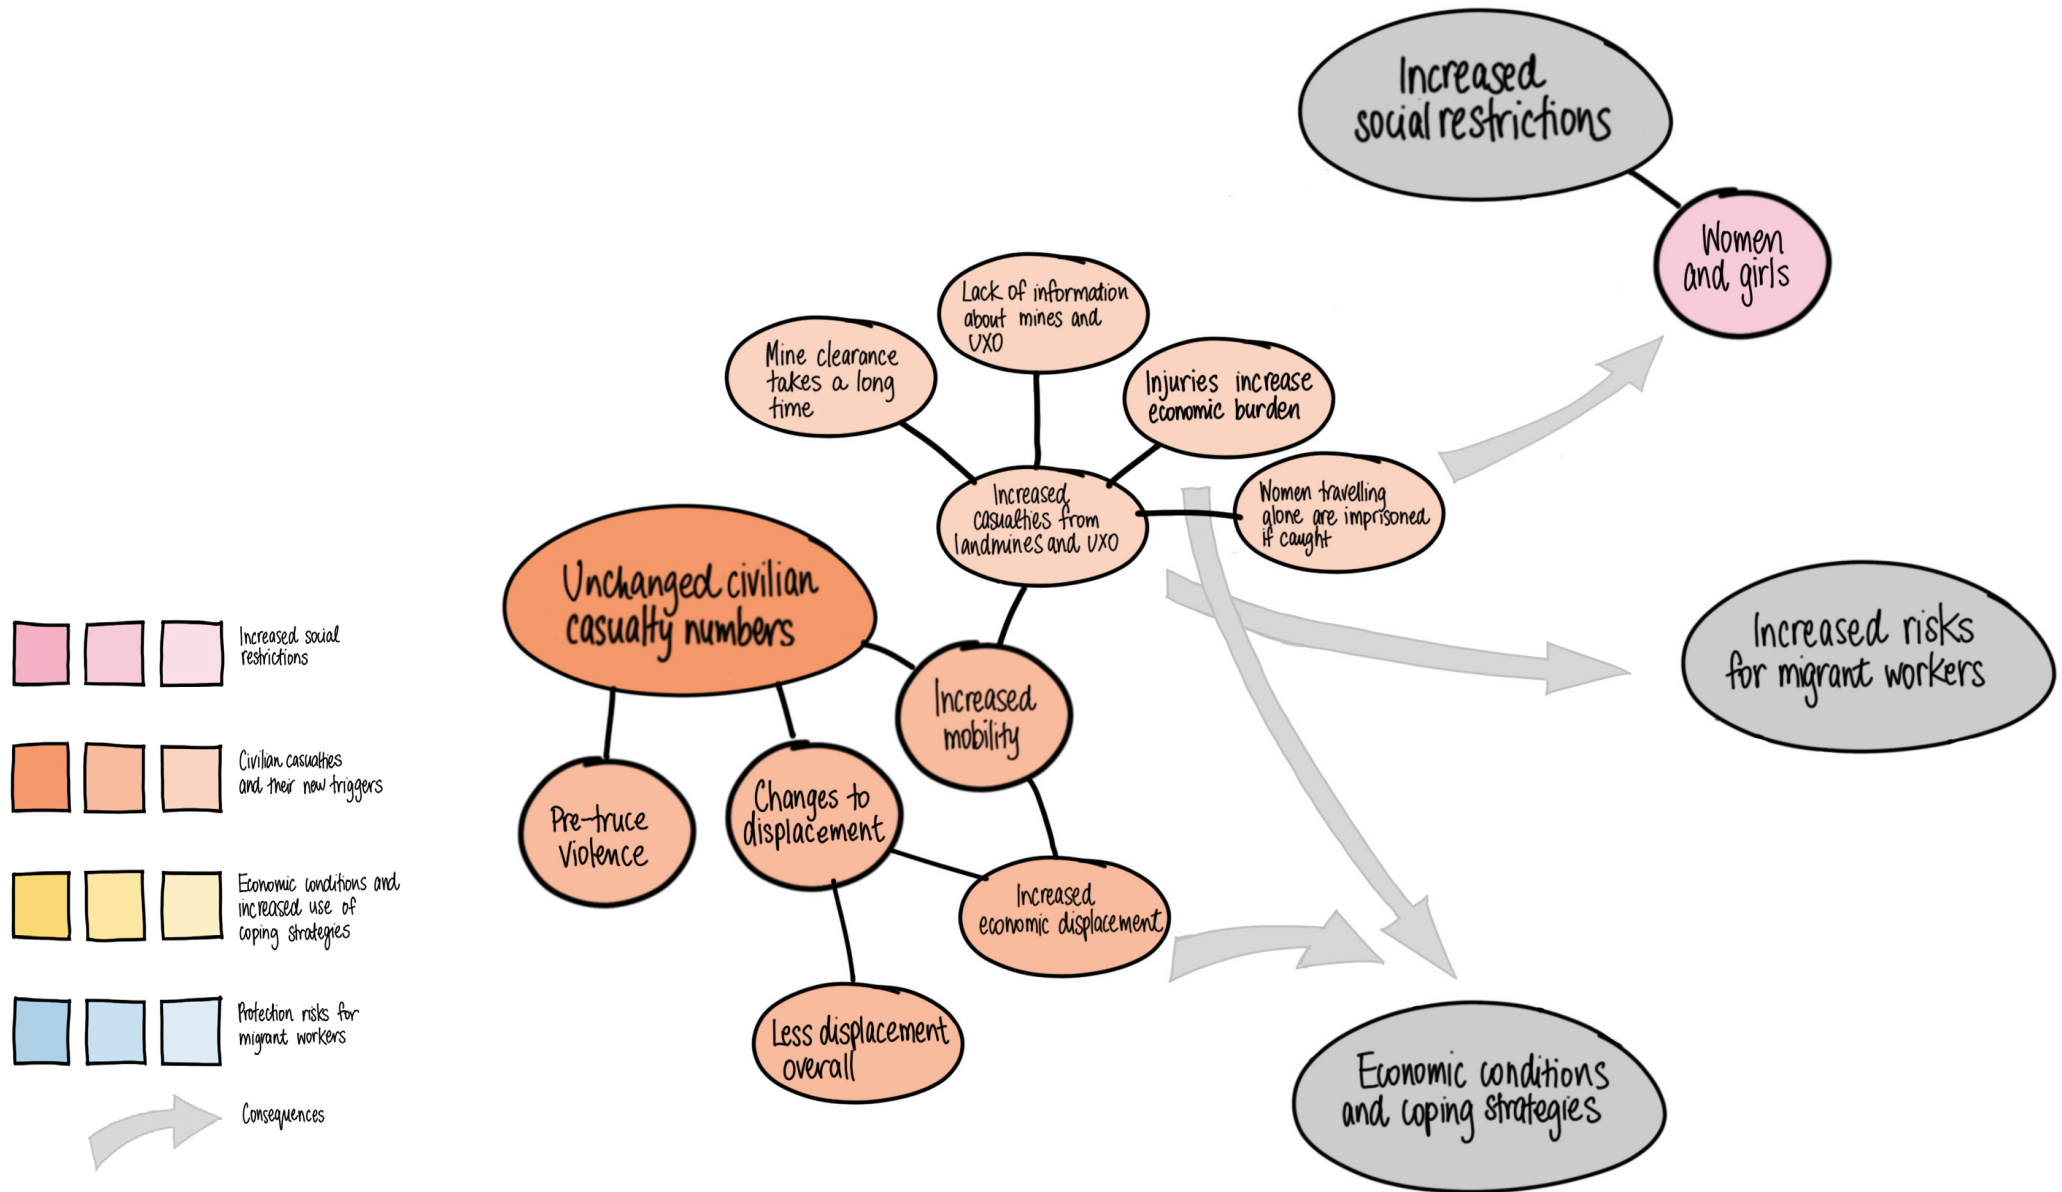 Increased
social restrictions
Women
and girls
Lack of information
about mines and
UXO
Mine clearance
takes a long
time
Injuries increase
economic burden
Increased
casualties from
landmines and UXO
Women travelling
alone are imprisoned
if caught
Unchanged civilian
casualty numbers
Increased risks
for migrant workers
Increased
mobility
Pre-truce
violence
Changes to
displacement
Increased
economic displacement
Less displacement
overall
Economic conditions
and coping strategies
Increased social
restrictions
Civilian casualties
and their new triggers
Economic conditions and
increased use of
coping strategies
Protection risks for
migrant workers
Consequences